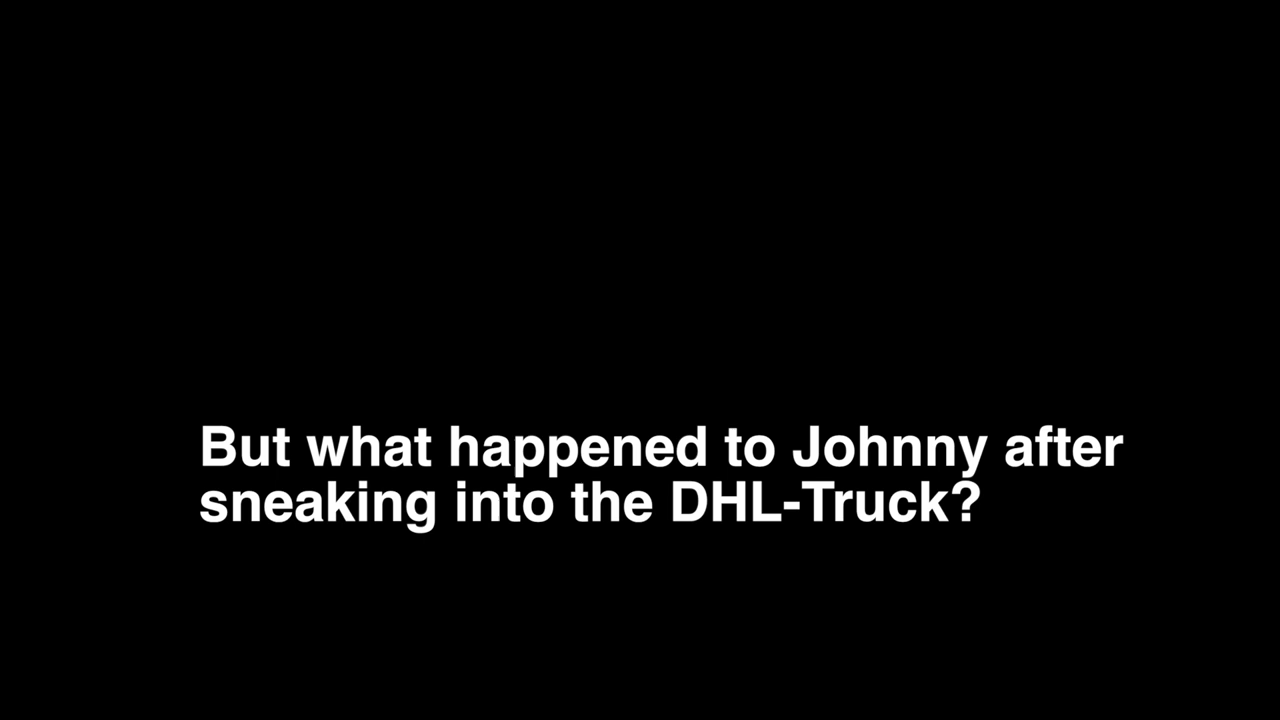 But what happened to Johnny after
sneaking into the DHL-Truck?